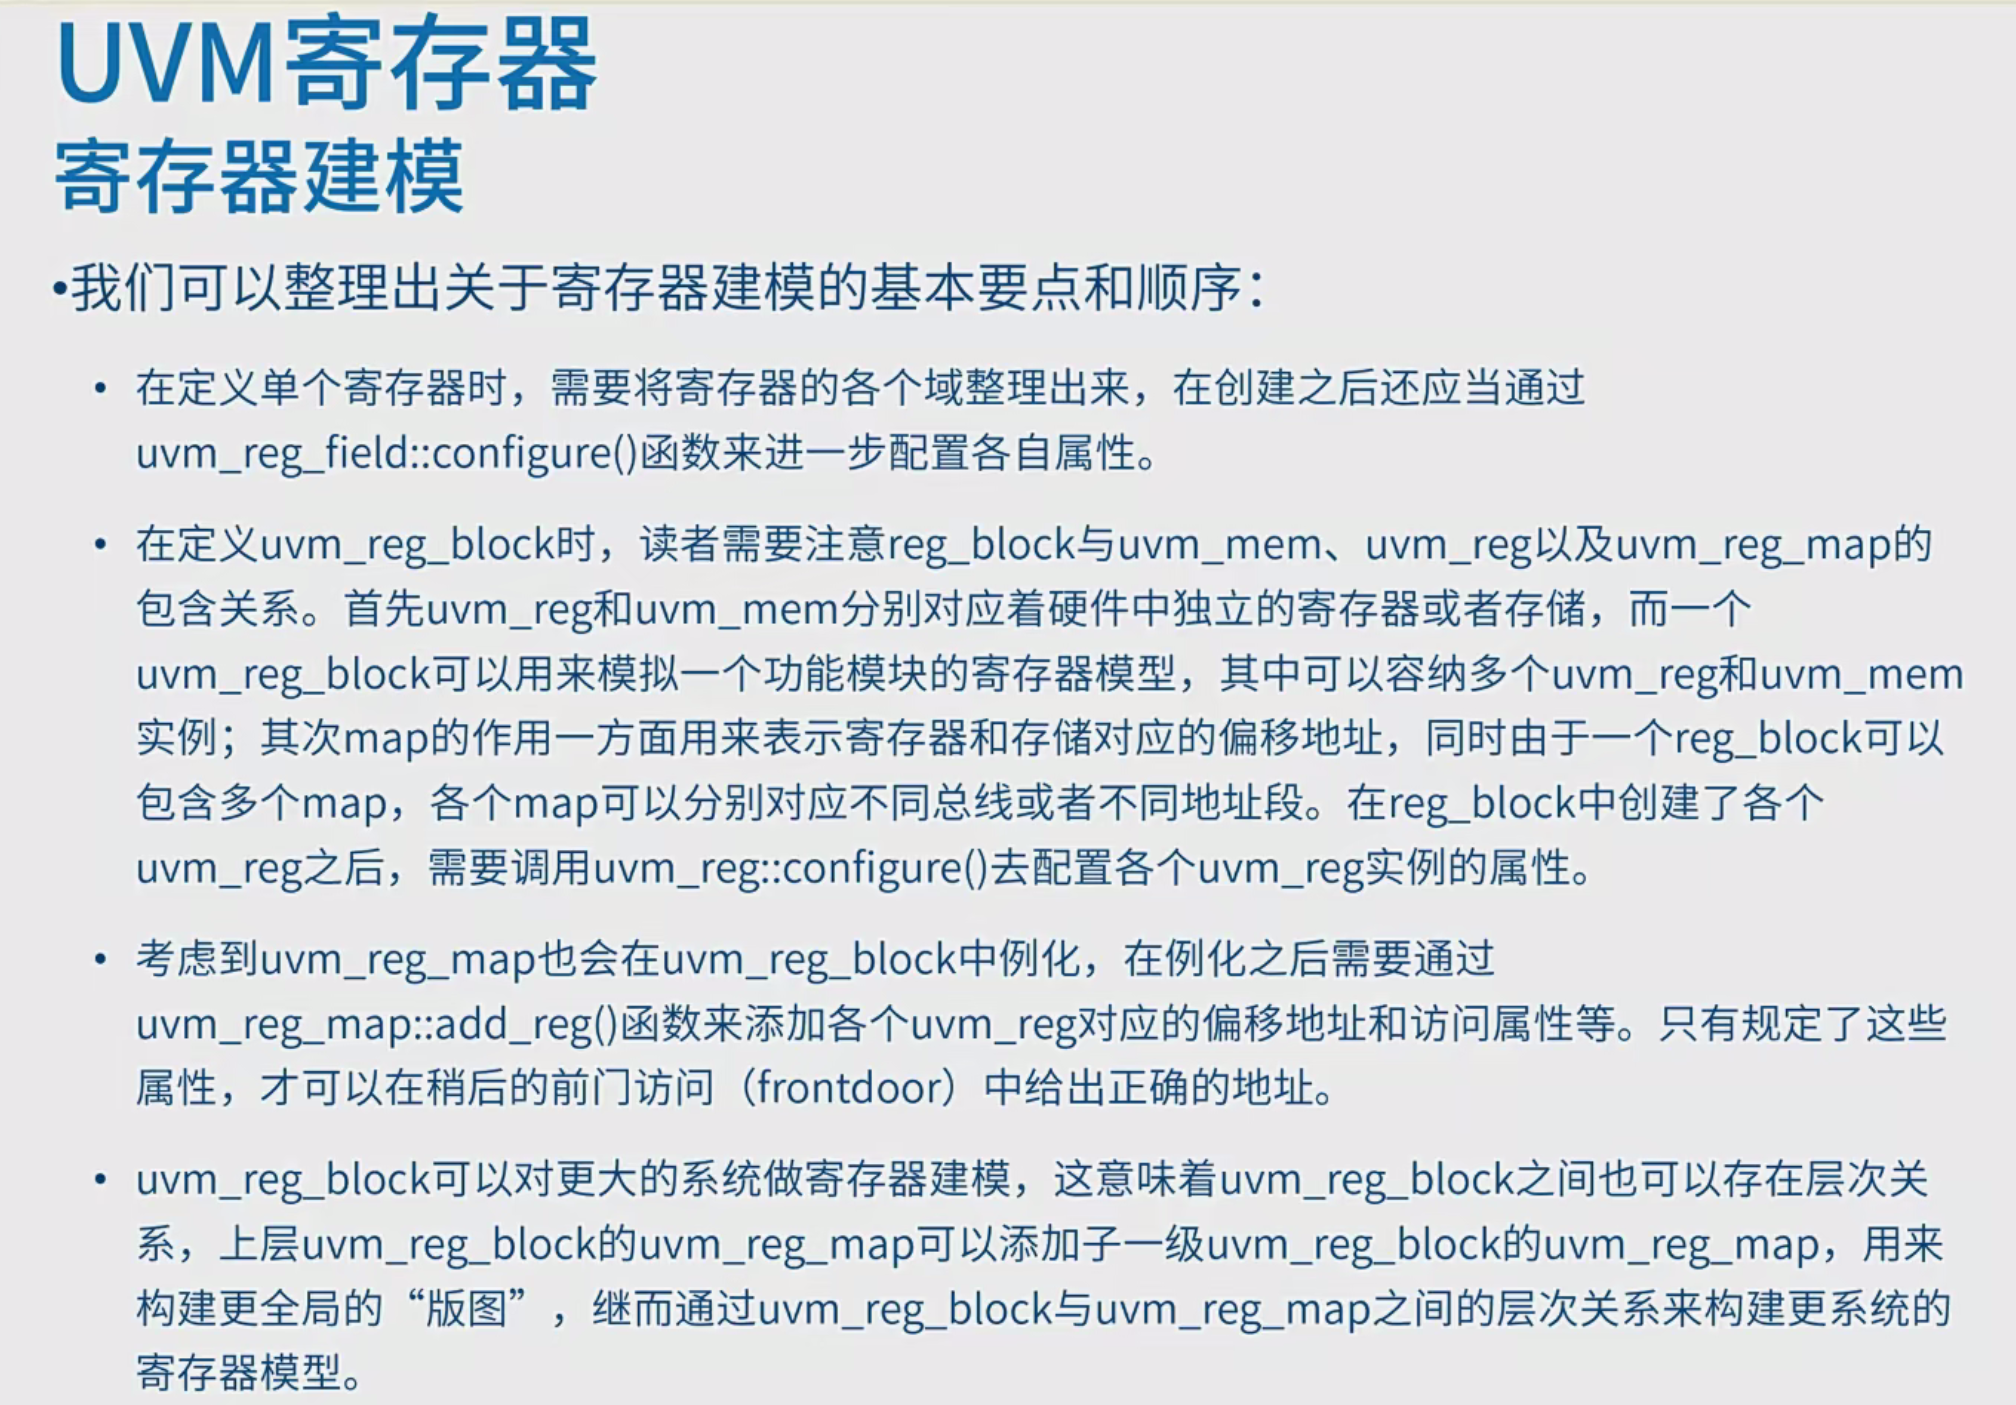 UVM寄存器
寄存器建模
•我们可以整理出关于寄存器建模的基本要点和顺序：
• 在定义单个寄存器时，需要将寄存器的各个域整理出来，在创建之后还应当通过
uvm_reg_field::configure()函数来进一步配置各自属性。
• 在定义uvm_reg_block时，读者需要注意reg_block与uvm_mem、uvm_reg以及uvm_reg_map的
包含关系。首先uvm_reg和uvm_mem分别对应着硬件中独立的寄存器或者存储，而一个
uvm_reg_block可以用来模拟一个功能模块的寄存器模型，其中可以容纳多个uvm_reg和uvm_mem
实例；其次map的作用一方面用来表示寄存器和存储对应的偏移地址，同时由于一个reg_block可以
包含多个map，各个map可以分别对应不同总线或者不同地址段。在reg_block中创建了各个
uvm_reg之后，需要调用uvm_reg::configure()去配置各个uvm_reg实例的属性。
• 考虑到uvm_reg_map也会在uvm_reg_block中例化，在例化之后需要通过
uvm_reg_map::add_reg()函数来添加各个uvm_reg对应的偏移地址和访问属性等。只有规定了这些
属性，才可以在稍后的前门访问（frontdoor）中给出正确的地址。
• uvm_reg_block可以对更大的系统做寄存器建模，这意味着uvm_reg_block之间也可以存在层次关
系，上层uvm_reg_block的uvm_reg_map可以添加子一级uvm_reg_block的uvm_reg_map，用来
构建更全局的“版图”，继而通过uvm_reg_block与uvm_reg_map之间的层次关系来构建更系统的
寄存器模型。